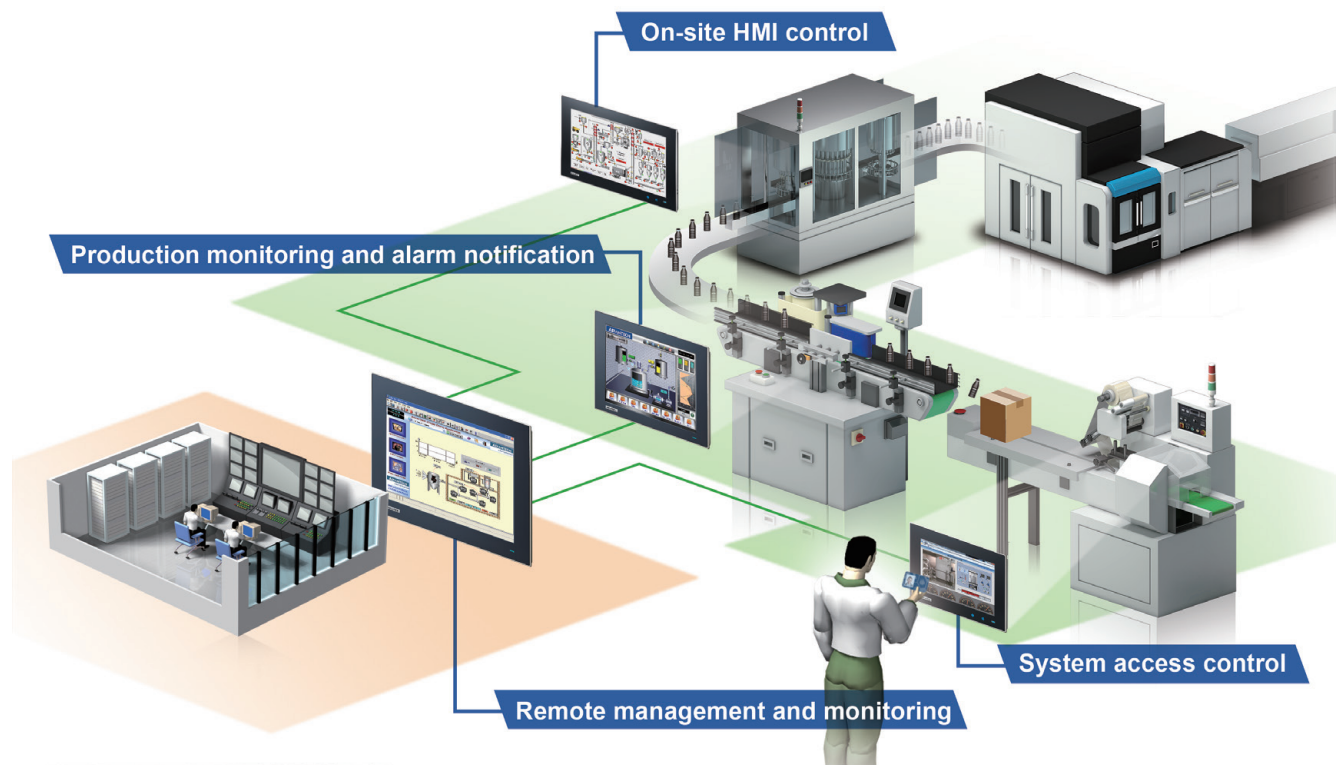 On-site HMI control
Production monitoring and alarm notification
System access control
Remote management and monitoring